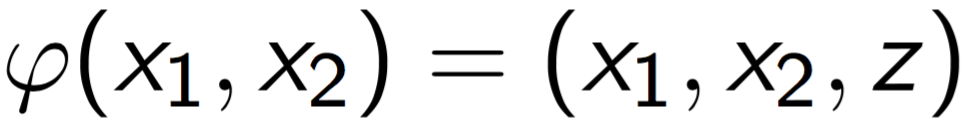 φ(x₁, x₂) = (x₁, x₂, z)